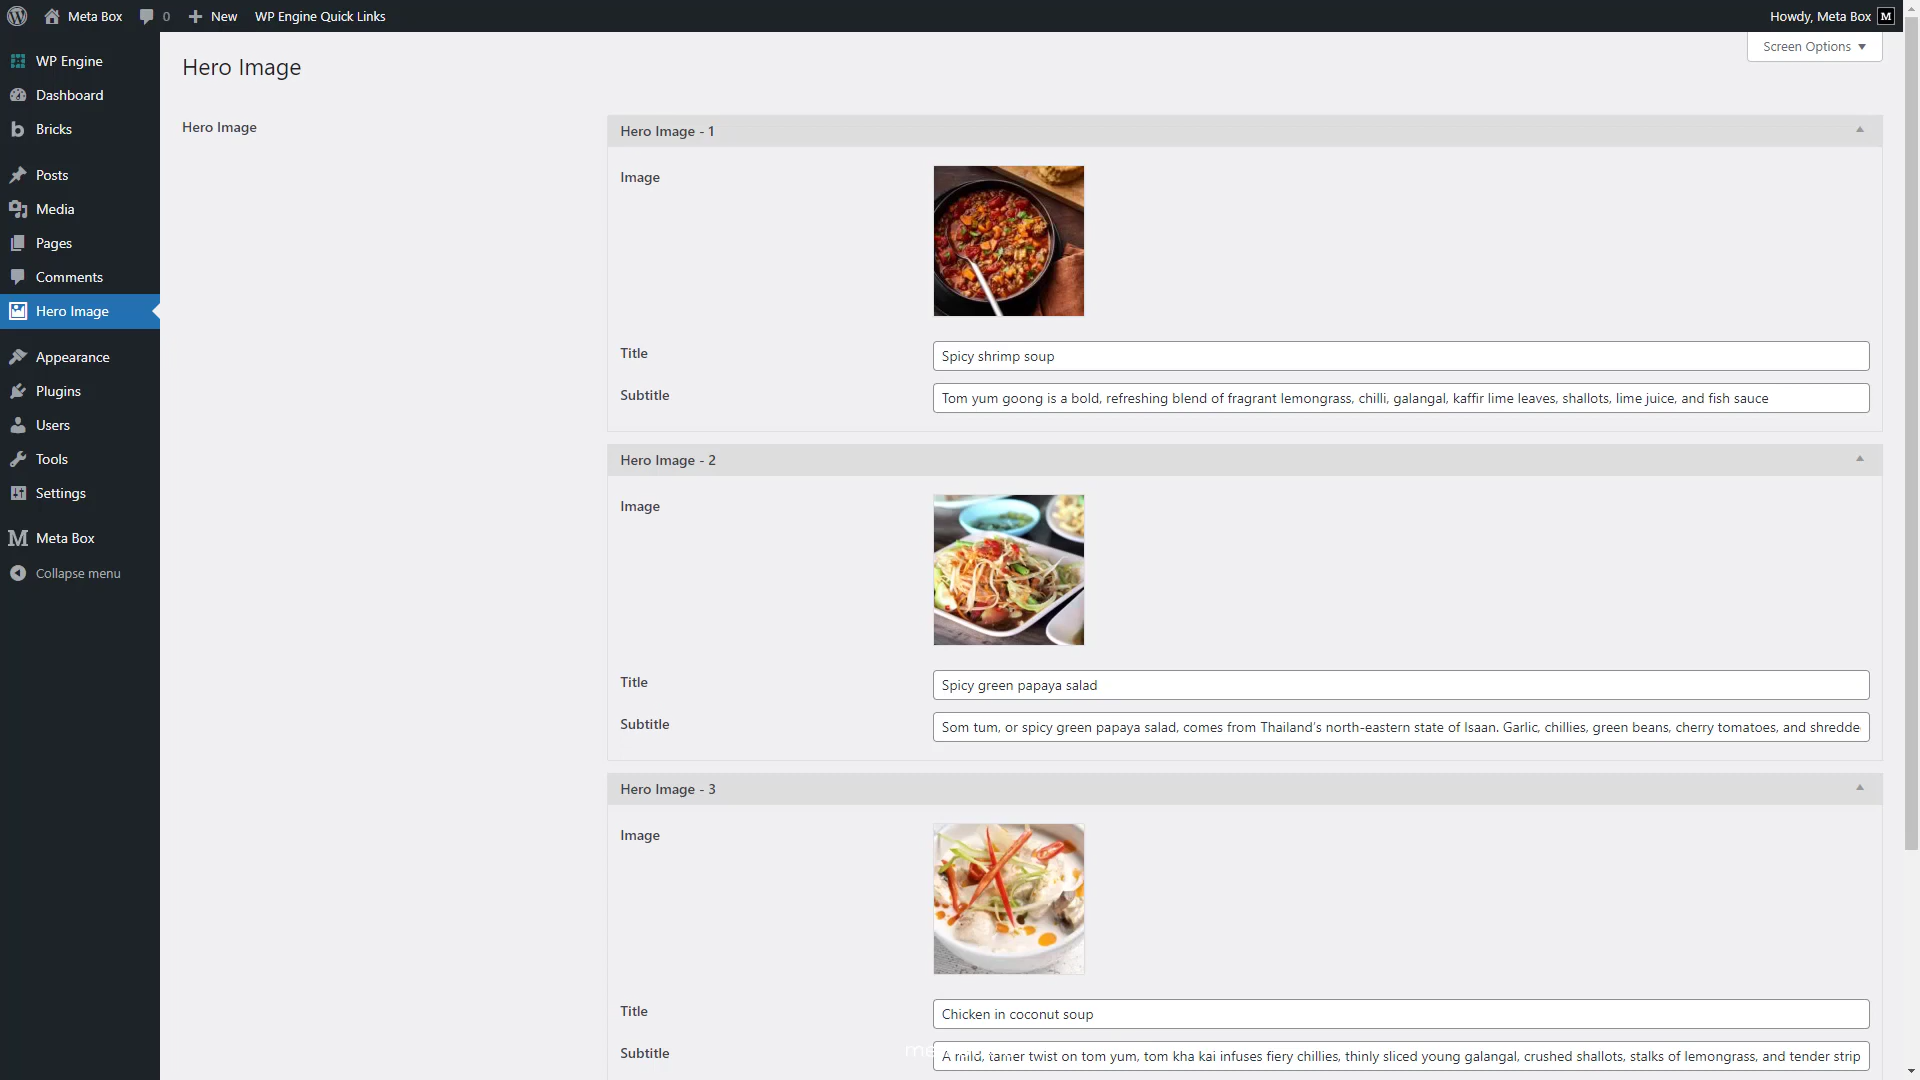 Meta Box
0
New
WP Engine Quick Links
Howdy, Meta Box
M
Screen Options
WP Engine
Dashboard
Bricks
Posts
Media
Pages
Comments
Hero Image
Appearance
Plugins
Users
Tools
Settings
Meta Box
Collapse menu
Hero Image
Hero Image
Hero Image - 1
Image
Title
Spicy shrimp soup
Subtitle
Tom yum goong is a bold, refreshing blend of fragrant lemongrass, chilli, galangal, kaffir lime leaves, shallots, lime juice, and fish sauce
Hero Image - 2
Image
Title
Spicy green papaya salad
Subtitle
Som tum, or spicy green papaya salad, comes from Thailand's north-eastern state of Isaan. Garlic, chillies, green beans, cherry tomatoes, and shredde
Hero Image - 3
Image
Title
Chicken in coconut soup
Subtitle
A mild, tamer twist on tom yum, tom kha kai infuses fiery chillies, thinly sliced young galangal, crushed shallots, stalks of lemongrass, and tender strip